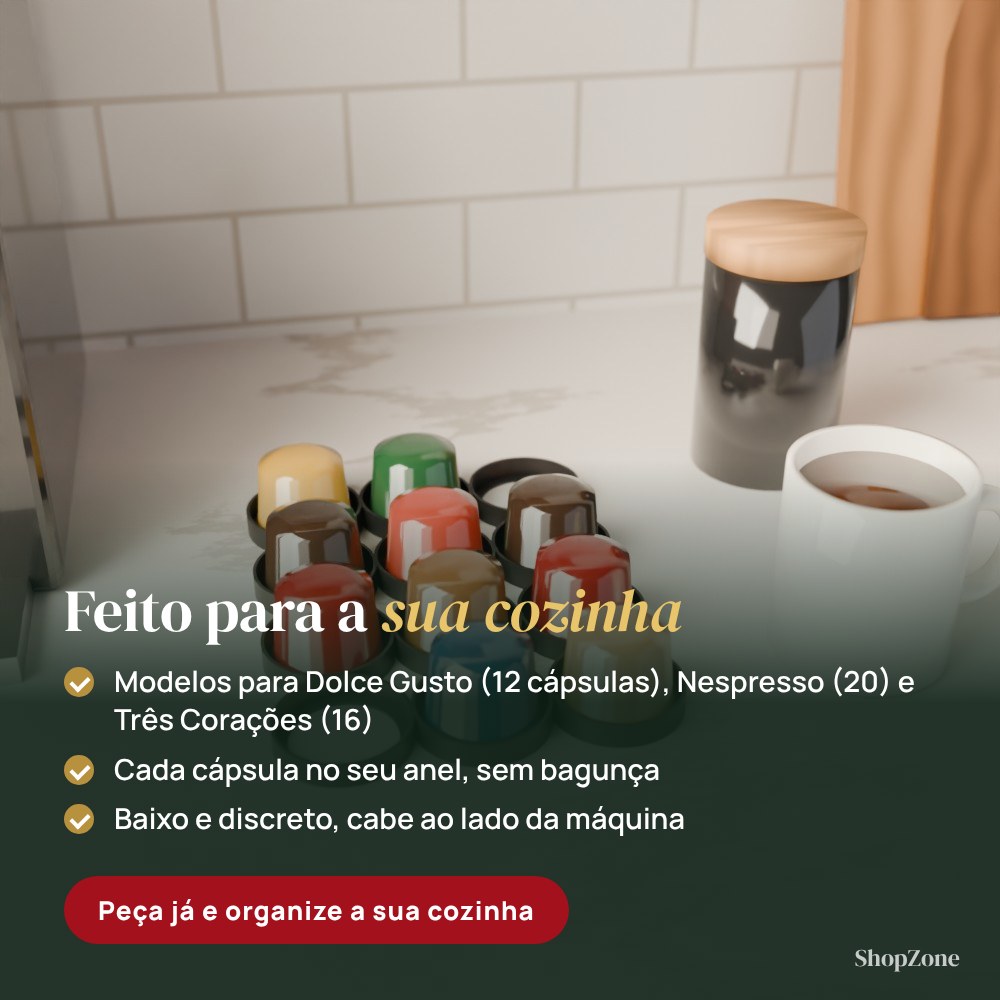 Feito para a sua cozinha
Modelos para Dolce Gusto (12 cápsulas), Nespresso (20) e
Três Corações (16)
Cada cápsula no seu anel, sem bagunça
Baixo e discreto, cabe ao lado da máquina
Peça já e organize a sua cozinha
ShopZone